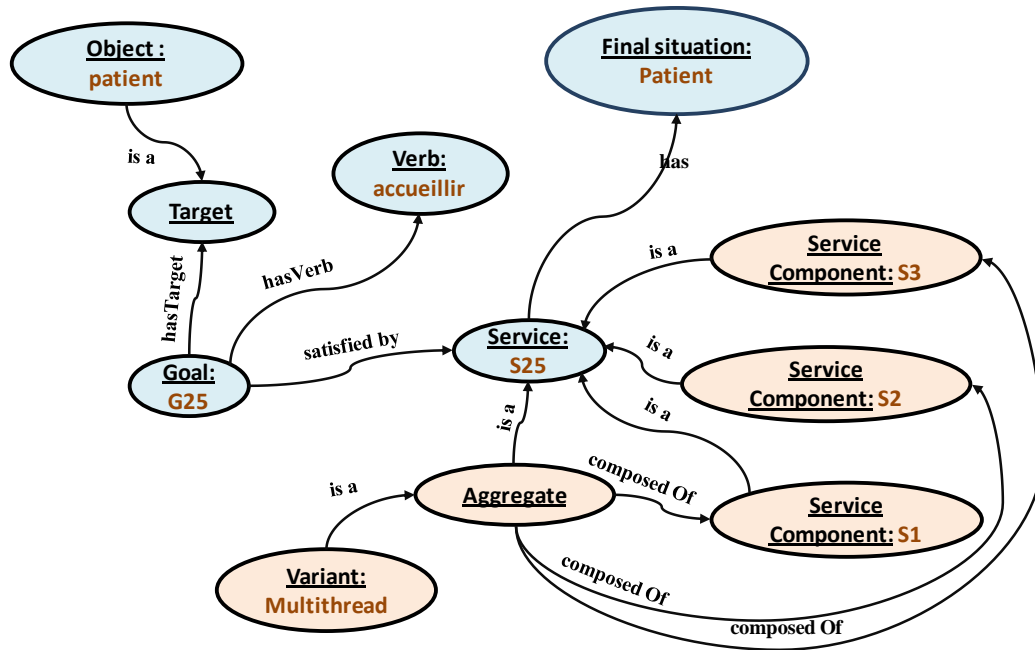 Object :
patient
Final situation:
Patient
is a
has
Verb:
accueillir
Target
hasTarget
hasVerb
is a
Service
Component: S3
satisfied by
Service:
S25
is a
Goal:
G25
Service
Component: S2
is a
is a
is a
Aggregate
composed Of
Service
Component: S1
Variant:
Multithread
composed Of
composed Of